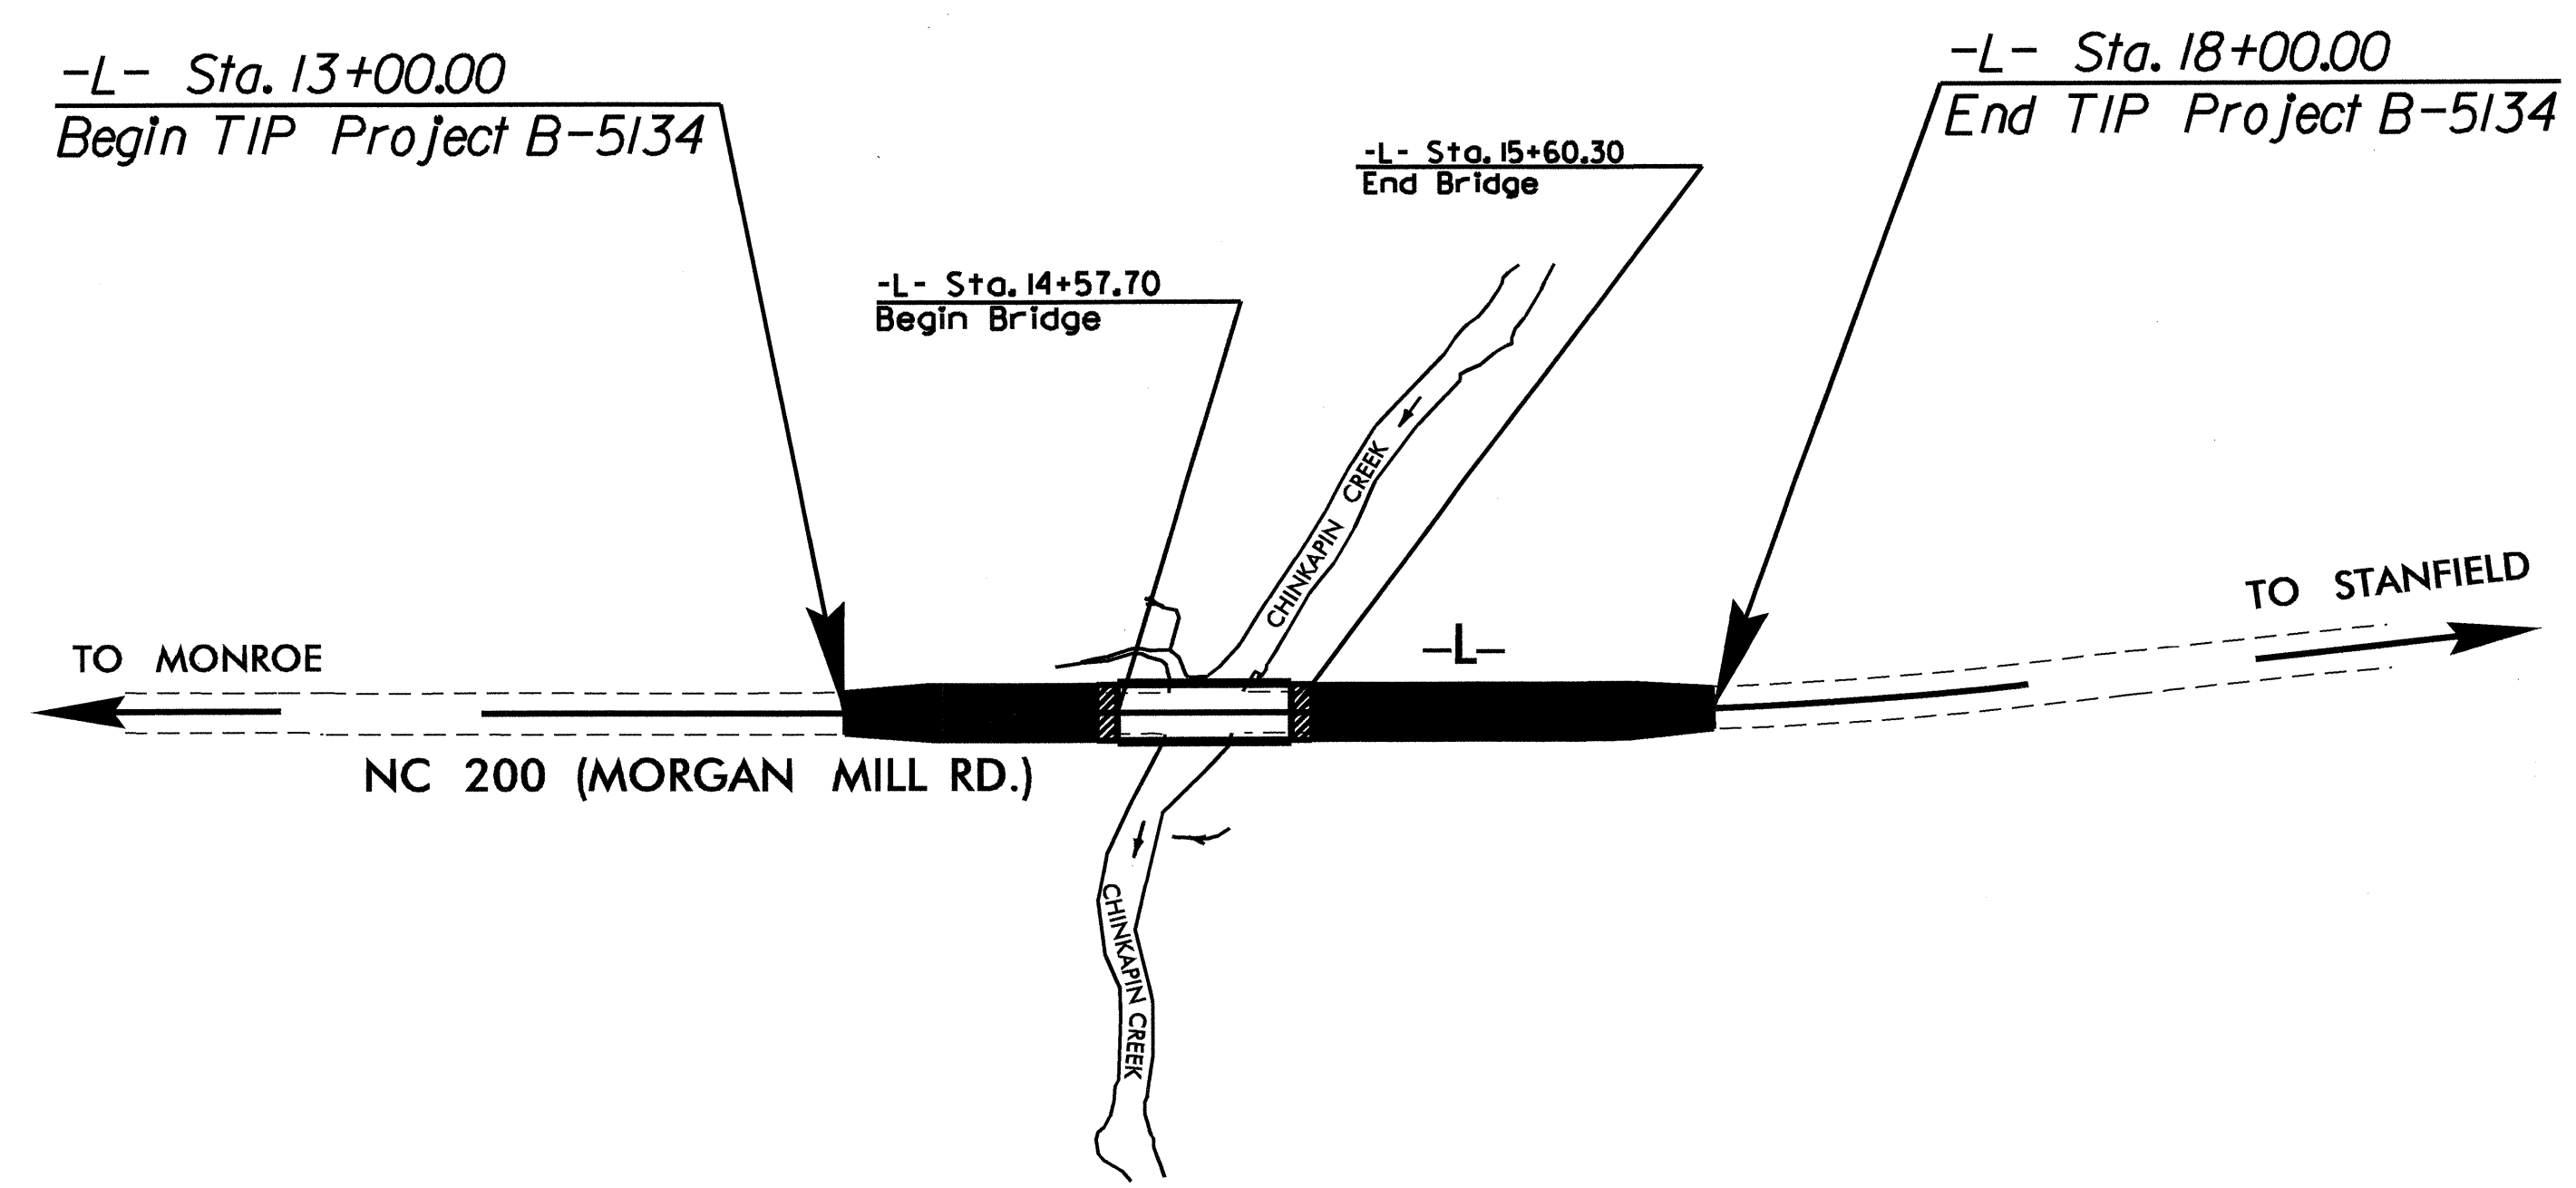 -L- Sta. 13+00.00
Begin TIP Project B-5134
-L- Sta. 18+00.00
End TIP Project B-5134
-L- Sta. 15+60.30
End Bridge
-L- Sta. 14+57.70
Begin Bridge
CHINKAPIN CREEK
TO STANFIELD
-L-
TO MONROE
NC 200 (MORGAN MILL RD.)
CHINKAPIN CREEK